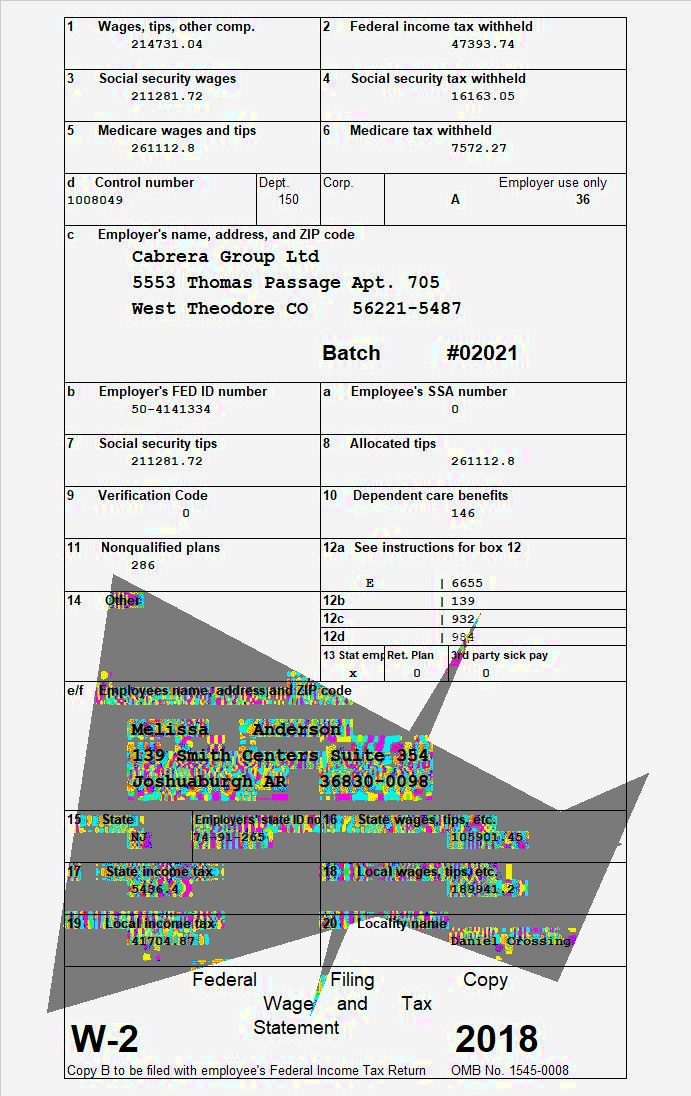 1 Wages, tips, other comp. 2 Federal income tax withheld
214731.04 47393.74
3 Social security wages 4 Social security tax withheld
211281.72 16163.05
5 Medicare wages and tips 6 Medicare tax withheld
261112.8 7572.27
d Control number Dept. Corp. Employer use only
1008049 150 A 36
c Employer's name, address, and ZIP code
Cabrera Group Ltd
5553 Thomas Passage Apt. 705
West Theodore CO 56221-5487
Batch #02021
b Employer's FED ID number a Employee's SSA number
50-4141334 0
7 Social security tips 8 Allocated tips
211281.72 261112.8
9 Verification Code 10 Dependent care benefits
0 146
11 Nonqualified plans 12a See instructions for box 12
286
E | 6655
14 Other 12b | 139
12c | 932
12d | 984
13 Stat emp Ret. Plan 3rd party sick pay
x 0 0
e/f Employees name, address and ZIP code
Melissa Anderson
139 Smith Centers Suite 354
Joshuaburgh AR 36830-0098
15 State Employers' state ID no 16 State wages, tips, etc.
NJ 74-91-265 105901.45
17 State income tax 18 Local wages, tips, etc.
5436.4 189941.2
19 Local income tax 20 Locality name
41704.87 Daniel Crossing
Federal Filing Copy
Wage and Tax
Statement
W-2 2018
Copy B to be filed with employee's Federal Income Tax Return OMB No. 1545-0008